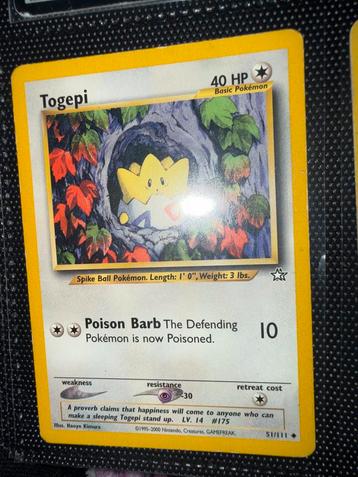 Togepi
40 HP
Basic Pokémon
Spike Ball Pokémon. Length: 1' 0", Weight: 3 lbs.
Poison Barb The Defending 10
Pokémon is now Poisoned.
weakness resistance retreat cost
-30
A proverb claims that happiness will come to anyone who can
make a sleeping Togepi stand up. LV. 14 #175
Illus. Naoyo Kimura
©1995-2000 Nintendo, Creatures, GAMEFREAK.
51/111